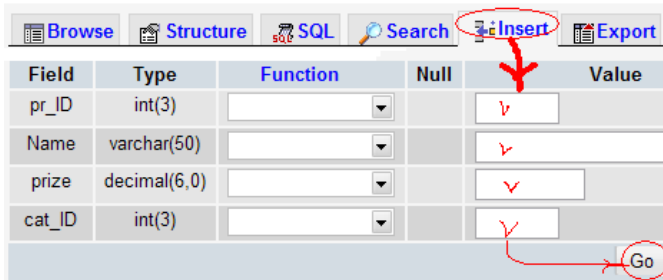 Browse Structure SQL Search Insert Export
Field Type Function Null Value
pr_ID int(3)
Name varchar(50)
prize decimal(6,0)
cat_ID int(3)
Go